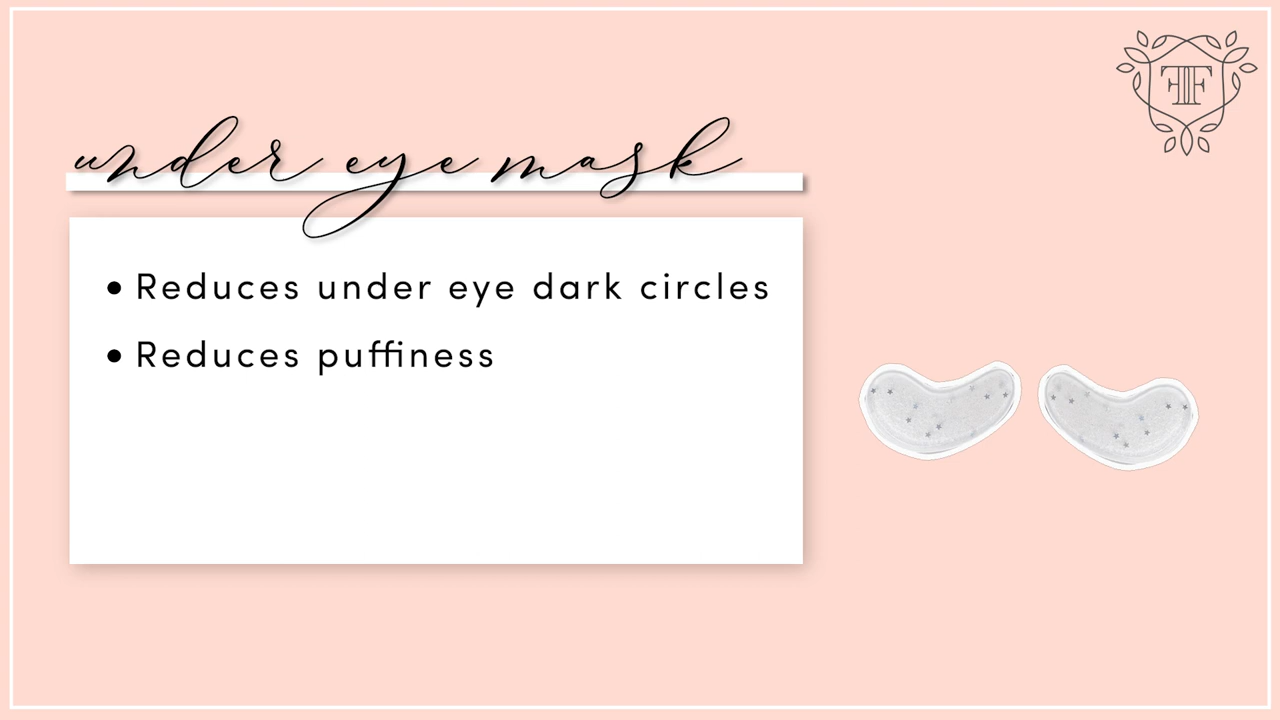 under eye mask
• Reduces under eye dark circles
• Reduces puffiness